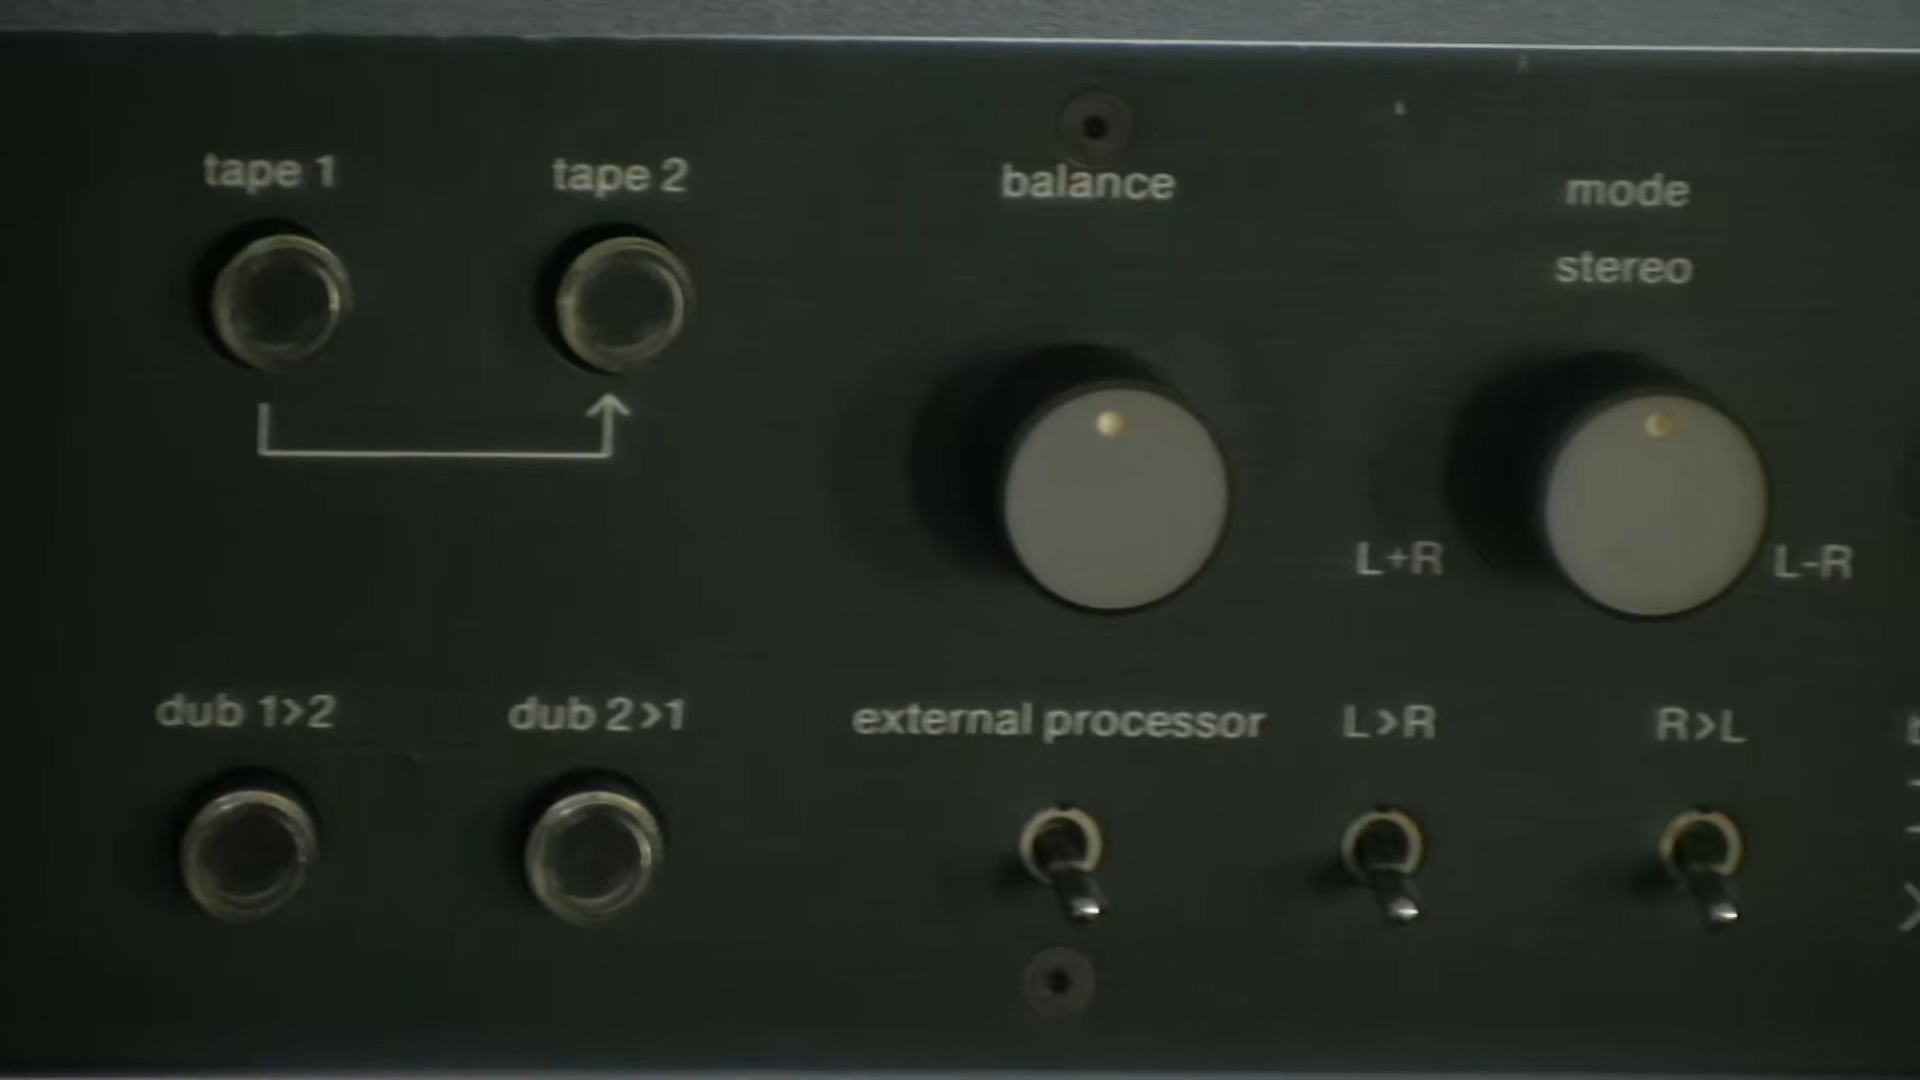 tape 1
tape 2
balance
mode
stereo
L+R
L-R
dub 1>2
dub 2>1
external processor
L>R
R>L